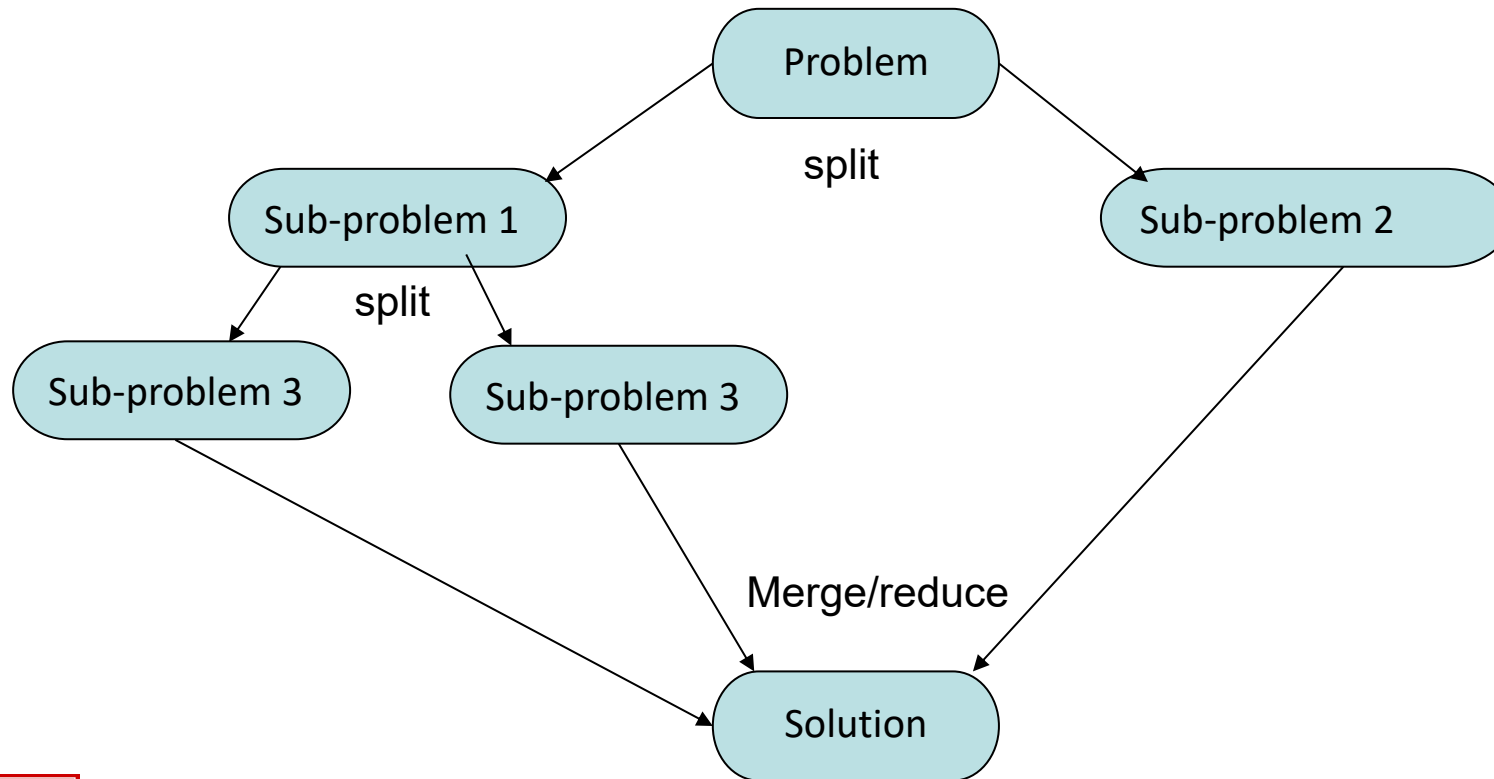 Problem
split
Sub-problem 1
Sub-problem 2
split
Sub-problem 3
Sub-problem 3
Merge/reduce
Solution